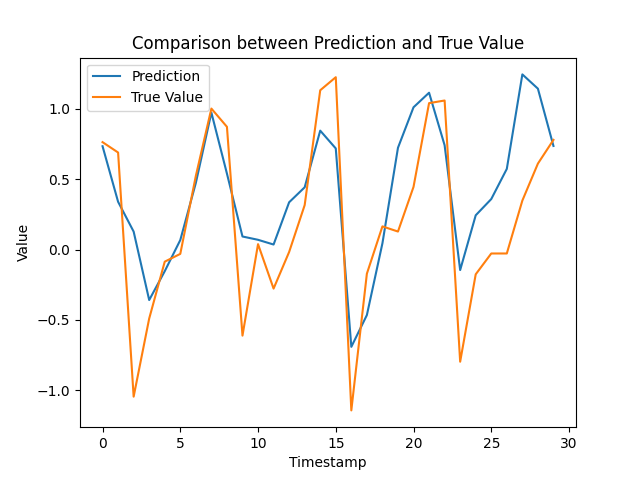 Comparison between Prediction and True Value
Prediction
True Value
1.0
0.5
0.0
−0.5
−1.0
Value
0 5 10 15 20 25 30
Timestamp